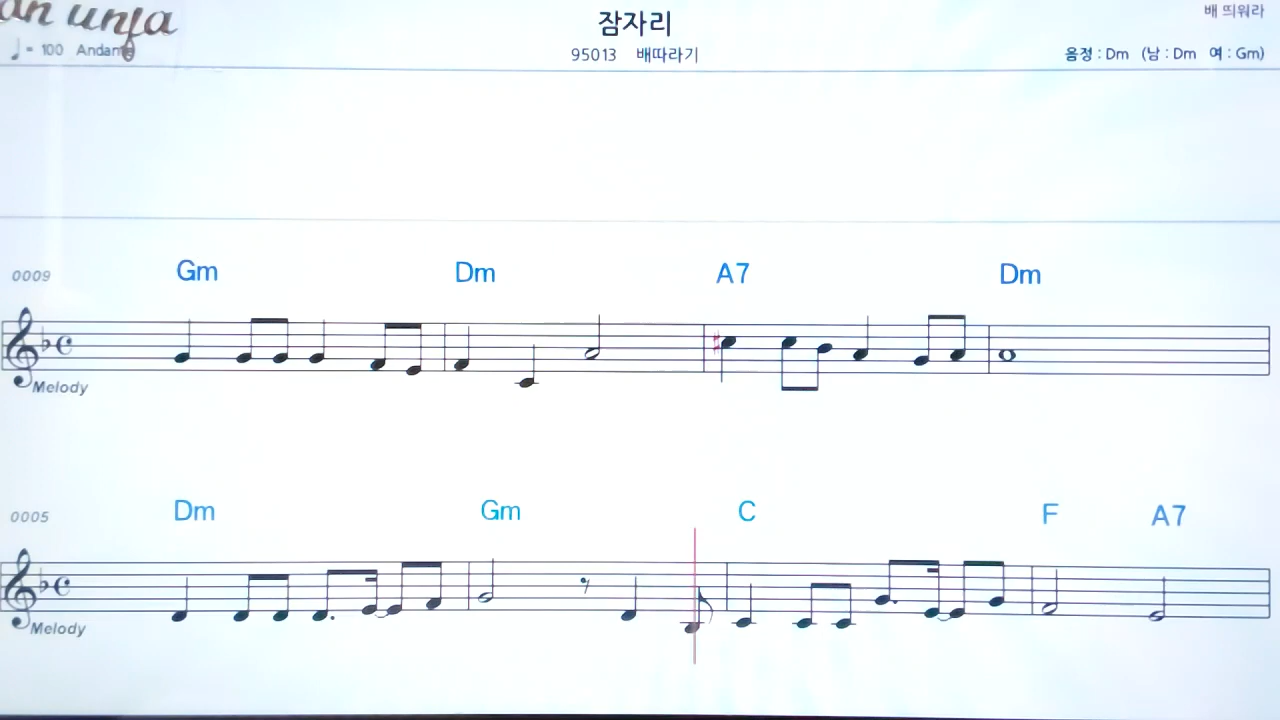 잠자리
배 띄워라
♩= 100 Andante
95013 배따라기
음정 : Dm (남 : Dm 여 : Gm)
0009 Gm Dm A7 Dm
Melody
0005 Dm Gm C F A7
Melody